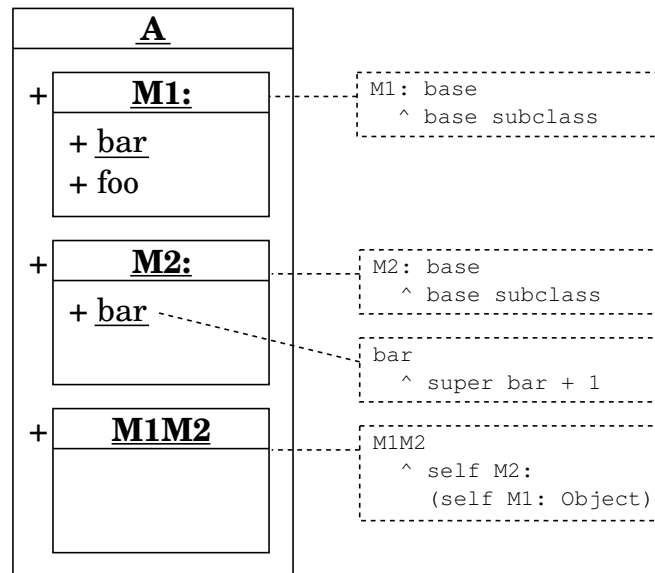 A
+ M1:
+ bar
+ foo
M1: base
^ base subclass
+ M2:
+ bar
M2: base
^ base subclass
bar
^ super bar + 1
+ M1M2
M1M2
^ self M2:
(self M1: Object)